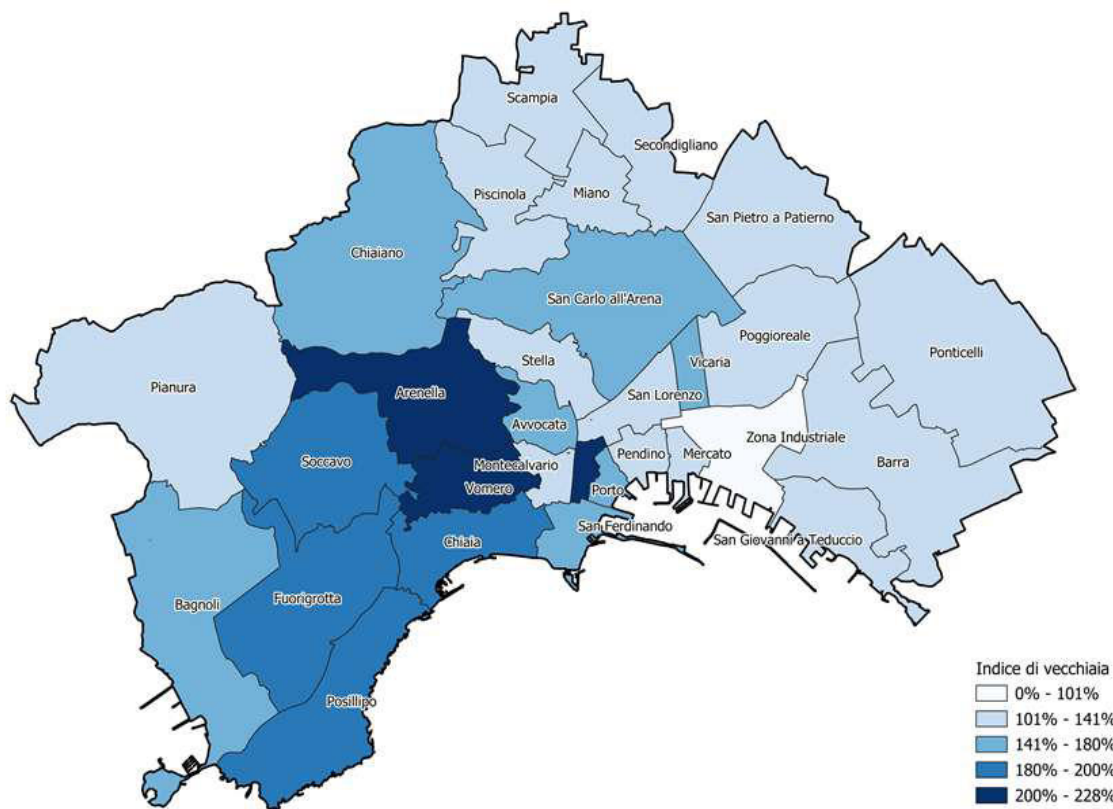 Scampia
Secondigliano
Piscinola
Miano
San Pietro a Patierno
Chiaiano
San Carlo all'Arena
Poggioreale
Ponticelli
Stella
Vicaria
Pianura
Arenella
San Lorenzo
Avvocata
Zona Industriale
Soccavo
Montecalvario
Pendino
Mercato
Barra
Vomero
Porto
San Ferdinando
Chiaia
San Giovanni a Teduccio
Bagnoli
Fuorigrotta
Posillipo
Indice di vecchiaia
0% - 101%
101% - 141%
141% - 180%
180% - 200%
200% - 228%